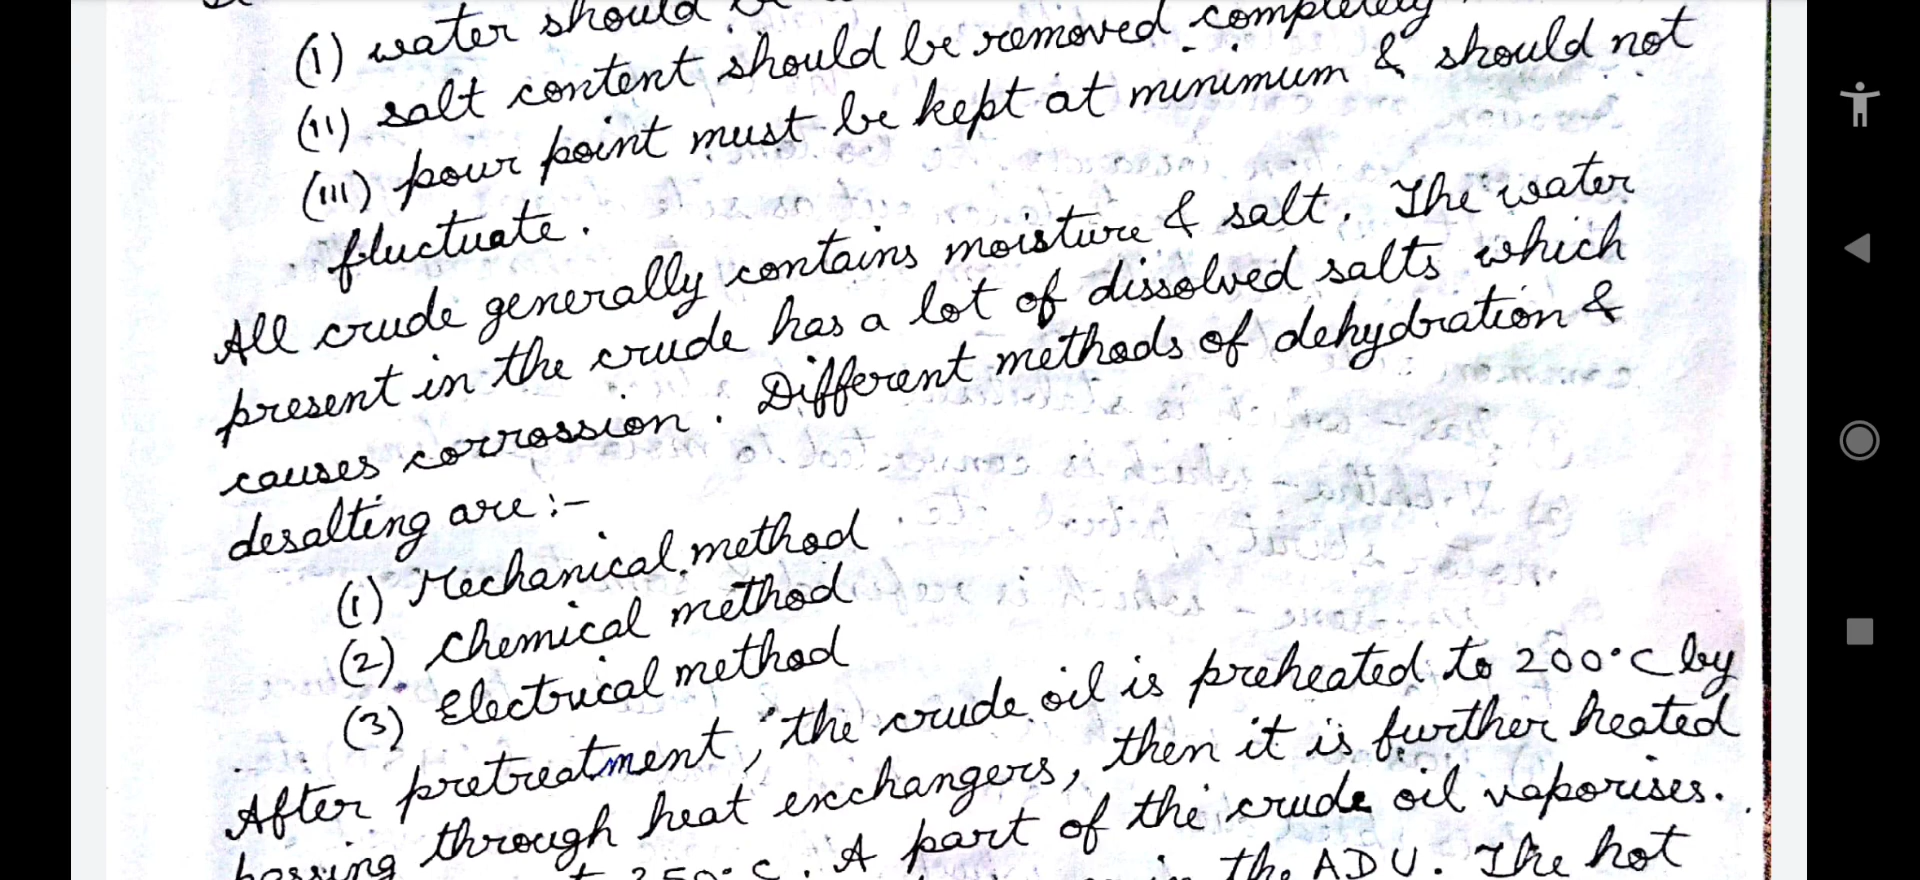 (i) water should
(ii) salt content should be removed completely
(iii) pour point must be kept at minimum & should not
fluctuate.
All crude generally contains moisture & salt. The water
present in the crude has a lot of dissolved salts which
causes corrossion. Different methods of dehydration &
desalting are :-
(1) Mechanical method
(2) Chemical method
(3) Electrical method
After pretreatment, the crude oil is preheated to 200°C by
passing through heat exchangers, then it is further heated
350°C. A part of the crude oil vaporises.
in the ADU. The hot